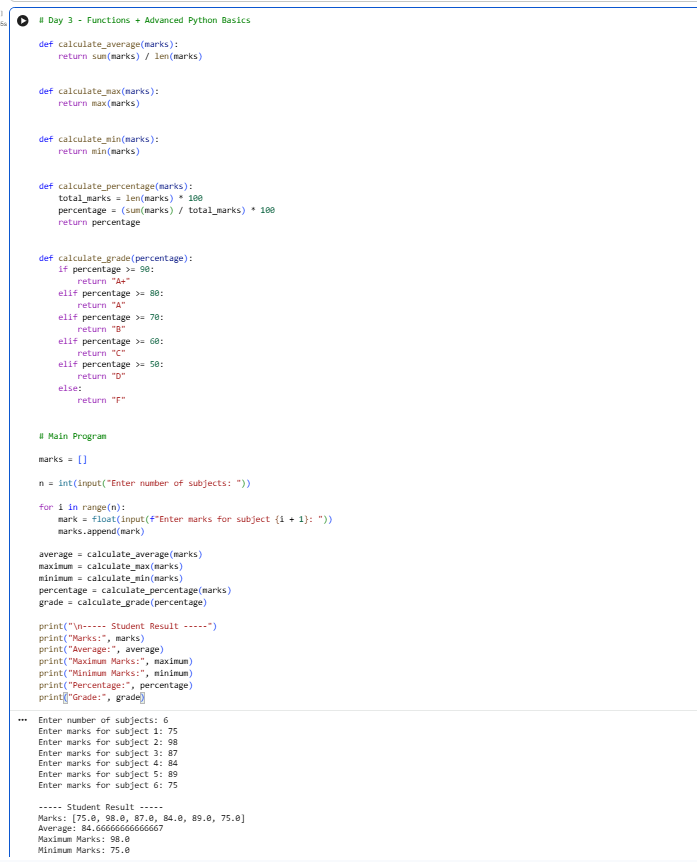 ]
5s
# Day 3 - Functions + Advanced Python Basics
def calculate_average(marks):
    return sum(marks) / len(marks)
def calculate_max(marks):
    return max(marks)
def calculate_min(marks):
    return min(marks)
def calculate_percentage(marks):
    total_marks = len(marks) * 100
    percentage = (sum(marks) / total_marks) * 100
    return percentage
def calculate_grade(percentage):
    if percentage >= 90:
        return "A+"
    elif percentage >= 80:
        return "A"
    elif percentage >= 70:
        return "B"
    elif percentage >= 60:
        return "C"
    elif percentage >= 50:
        return "D"
    else:
        return "F"
# Main Program
marks = []
n = int(input("Enter number of subjects: "))
for i in range(n):
    mark = float(input(f"Enter marks for subject {i + 1}: "))
    marks.append(mark)
average = calculate_average(marks)
maximum = calculate_max(marks)
minimum = calculate_min(marks)
percentage = calculate_percentage(marks)
grade = calculate_grade(percentage)
print("\n----- Student Result -----")
print("Marks:", marks)
print("Average:", average)
print("Maximum Marks:", maximum)
print("Minimum Marks:", minimum)
print("Percentage:", percentage)
print("Grade:", grade)
Enter number of subjects: 6
Enter marks for subject 1: 75
Enter marks for subject 2: 98
Enter marks for subject 3: 87
Enter marks for subject 4: 84
Enter marks for subject 5: 89
Enter marks for subject 6: 75
----- Student Result -----
Marks: [75.0, 98.0, 87.0, 84.0, 89.0, 75.0]
Average: 84.66666666666667
Maximum Marks: 98.0
Minimum Marks: 75.0